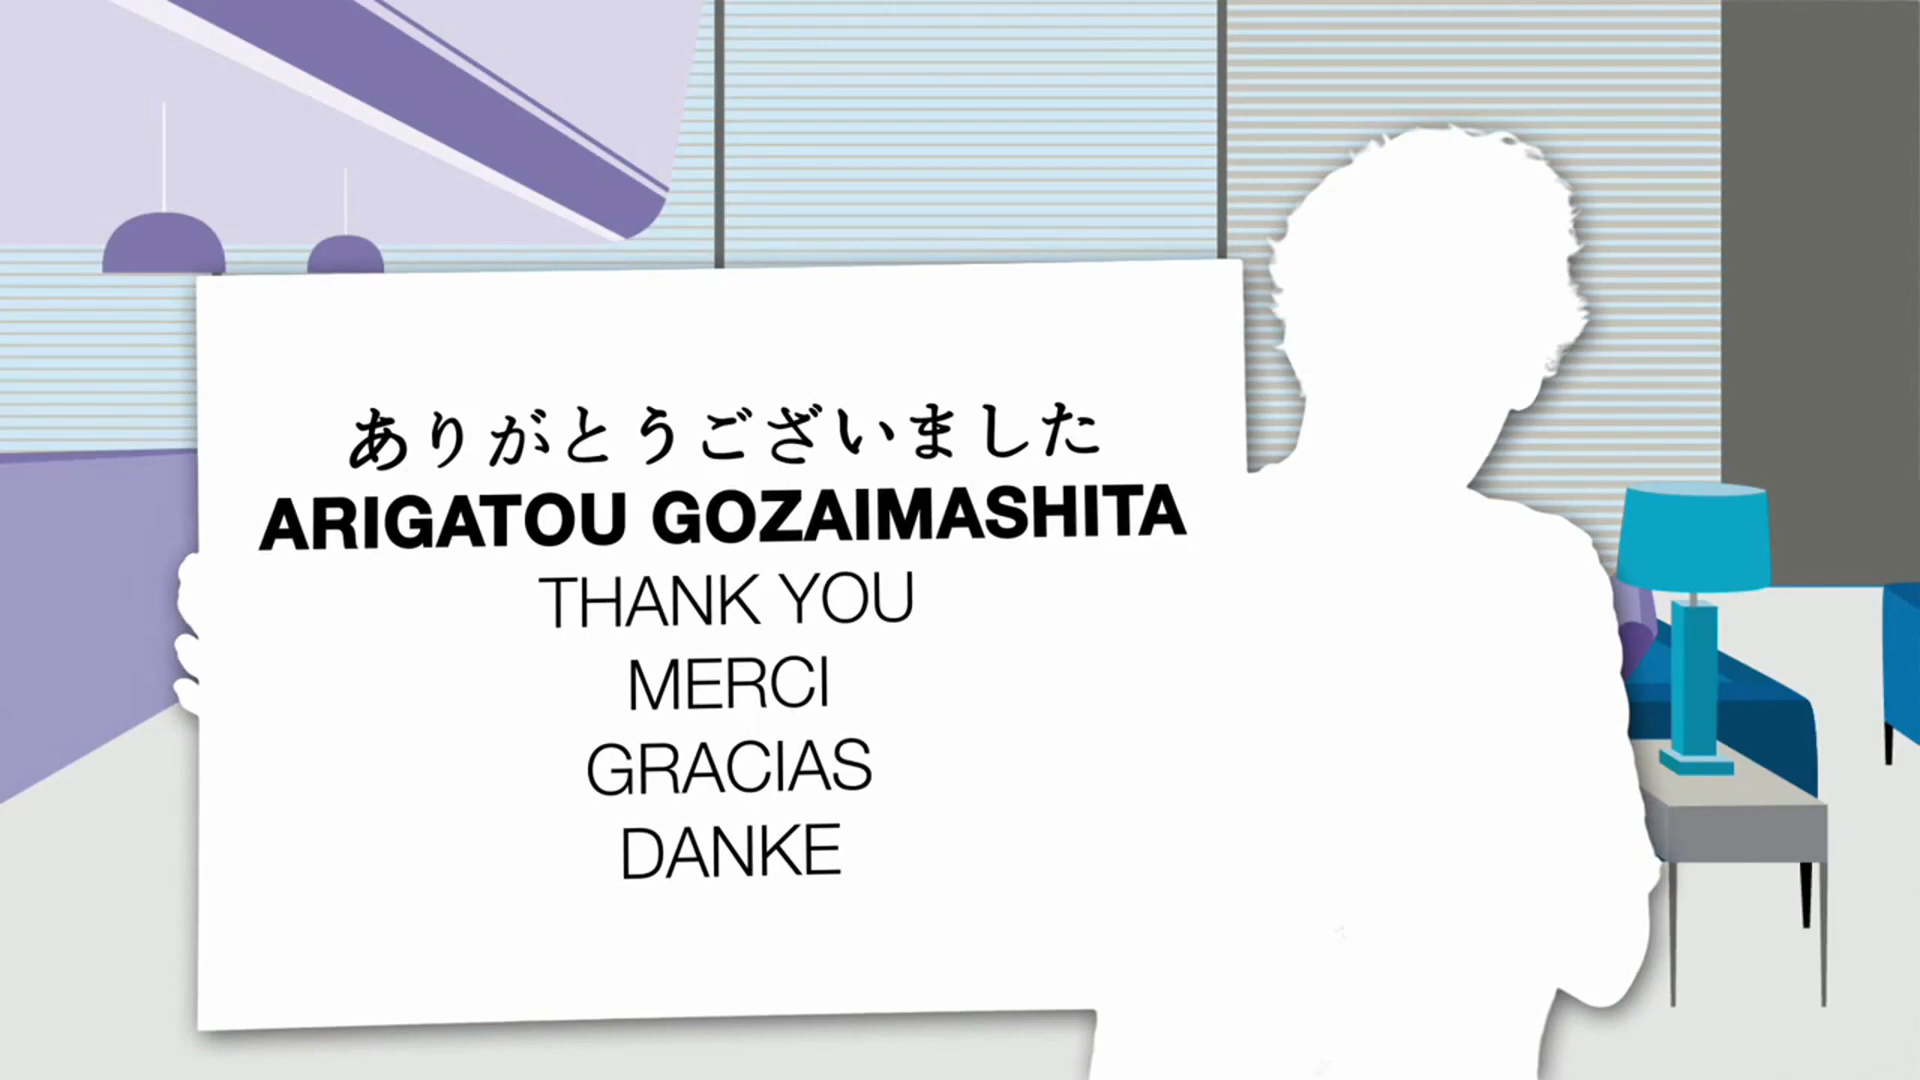 ありがとうございました
ARIGATOU GOZAIMASHITA
THANK YOU
MERCI
GRACIAS
DANKE